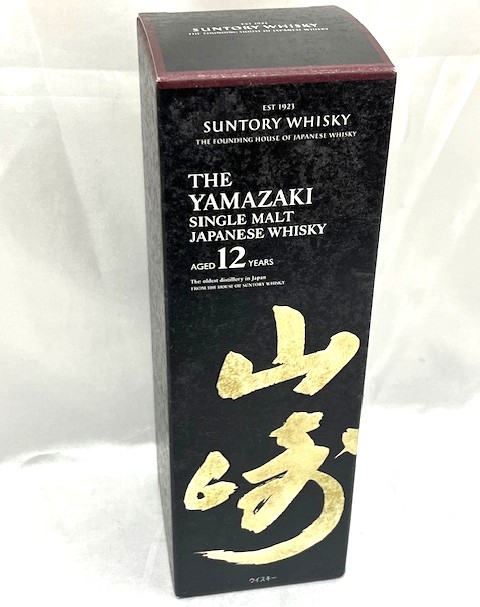 EST 1923
SUNTORY WHISKY
THE FOUNDING HOUSE OF JAPANESE WHISKY
EST 1923
SUNTORY WHISKY
THE FOUNDING HOUSE OF JAPANESE WHISKY
THE
YAMAZAKI
SINGLE MALT
JAPANESE WHISKY
AGED 12 YEARS
The oldest distillery in Japan
FROM THE HOUSE OF SUNTORY WHISKY
山
崎
ウイスキー